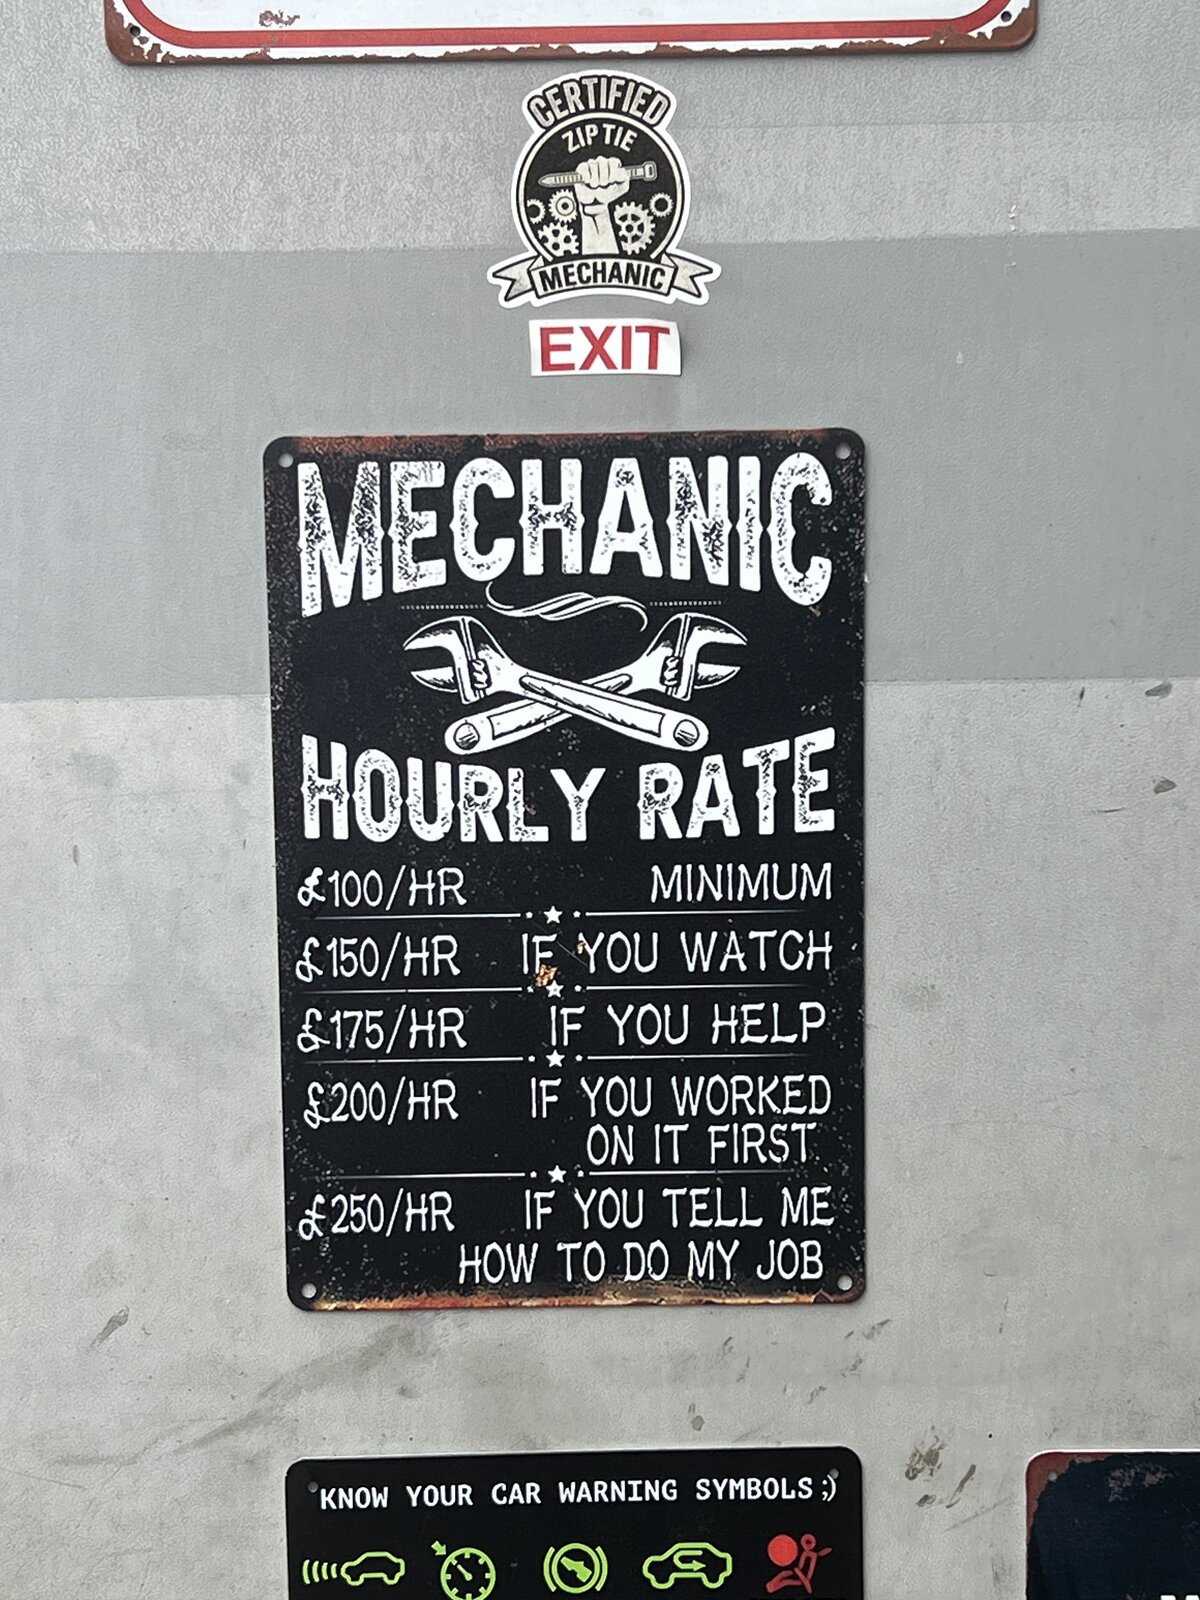 CERTIFIED
ZIP TIE
MECHANIC
EXIT
MECHANIC
HOURLY RATE
£100/HR MINIMUM
£150/HR IF YOU WATCH
£175/HR IF YOU HELP
£200/HR IF YOU WORKED
ON IT FIRST
£250/HR IF YOU TELL ME
HOW TO DO MY JOB
KNOW YOUR CAR WARNING SYMBOLS ;)